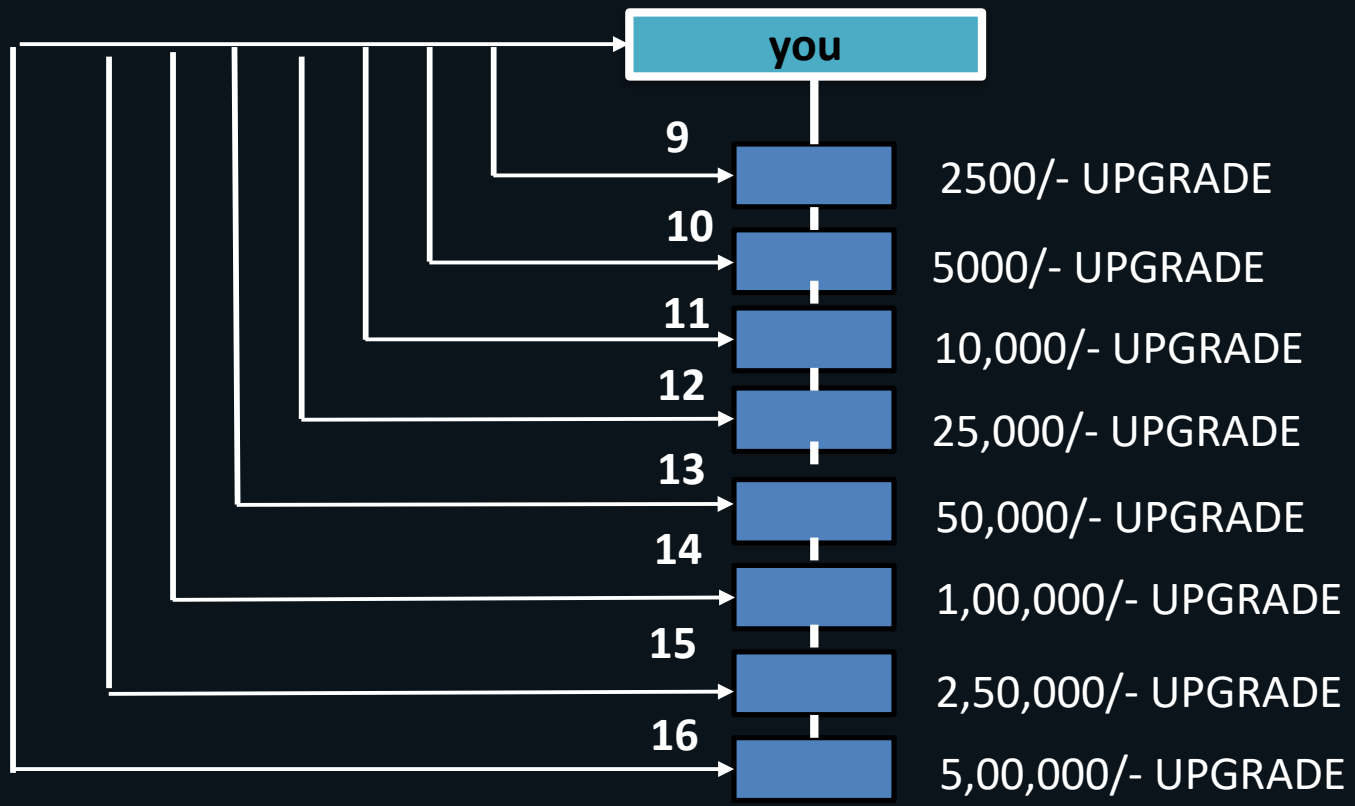 you
9
2500/- UPGRADE
10
5000/- UPGRADE
11
10,000/- UPGRADE
12
25,000/- UPGRADE
13
50,000/- UPGRADE
14
1,00,000/- UPGRADE
15
2,50,000/- UPGRADE
16
5,00,000/- UPGRADE